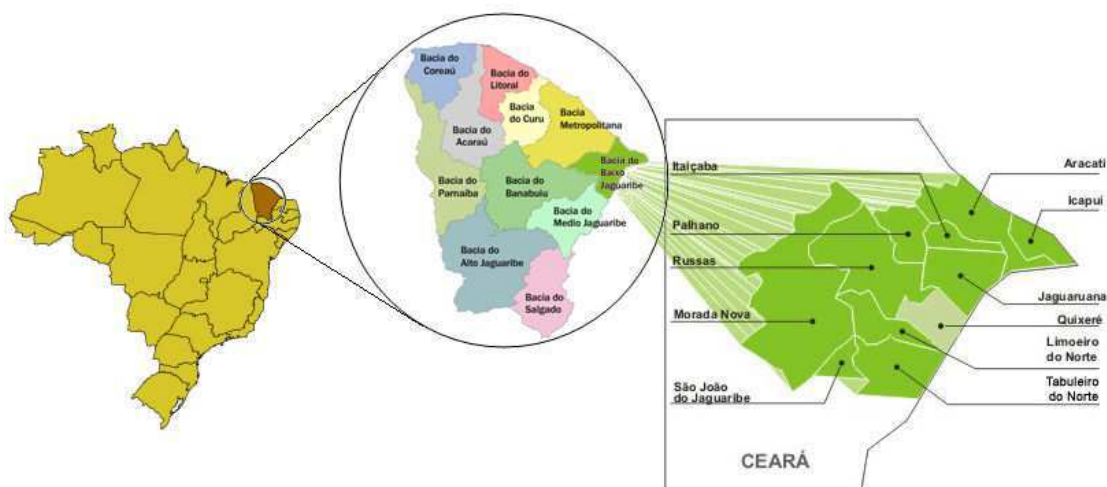 Bacia do
Coreaú
Bacia do
Litoral
Bacia
do Curu
Bacia
Metropolitana
Bacia do
Acaraú
Bacia do
Baixo
Jaguaribe
Bacia do
Parnaíba
Bacia do
Banabuiu
Bacia do
Medio Jaguaribe
Bacia do
Alto Jaguaribe
Bacia do
Salgado
Itaiçaba
Palhano
Russas
Morada Nova
São João
do Jaguaribe
Aracati
Icapuí
Jaguaruana
Quixeré
Limoeiro
do Norte
Tabuleiro
do Norte
CEARÁ